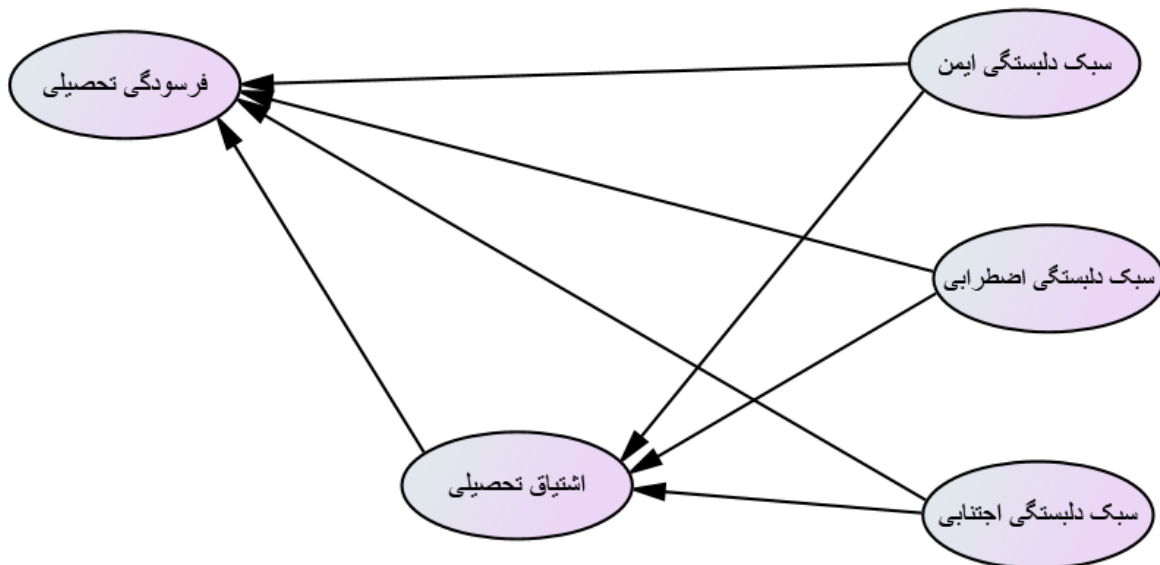 سبک دلبستگی ایمن
فرسودگی تحصیلی
سبک دلبستگی اضطرابی
اشتیاق تحصیلی
سبک دلبستگی اجتنابی